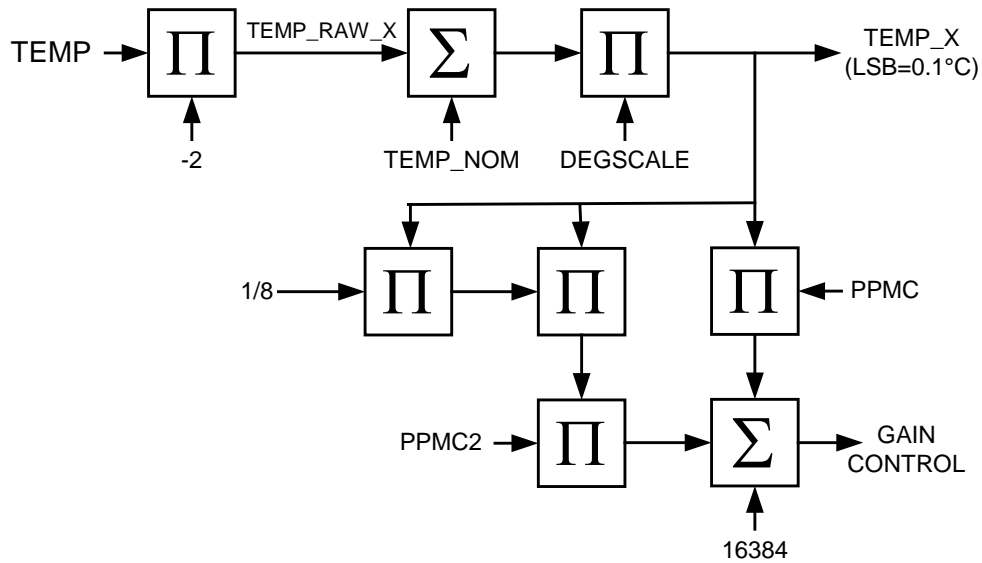 TEMP
Π
TEMP_RAW_X
Σ
Π
TEMP_X
(LSB=0.1°C)
-2
TEMP_NOM
DEGSCALE
1/8
Π
Π
Π
PPMC
PPMC2
Π
Σ
GAIN
CONTROL
16384